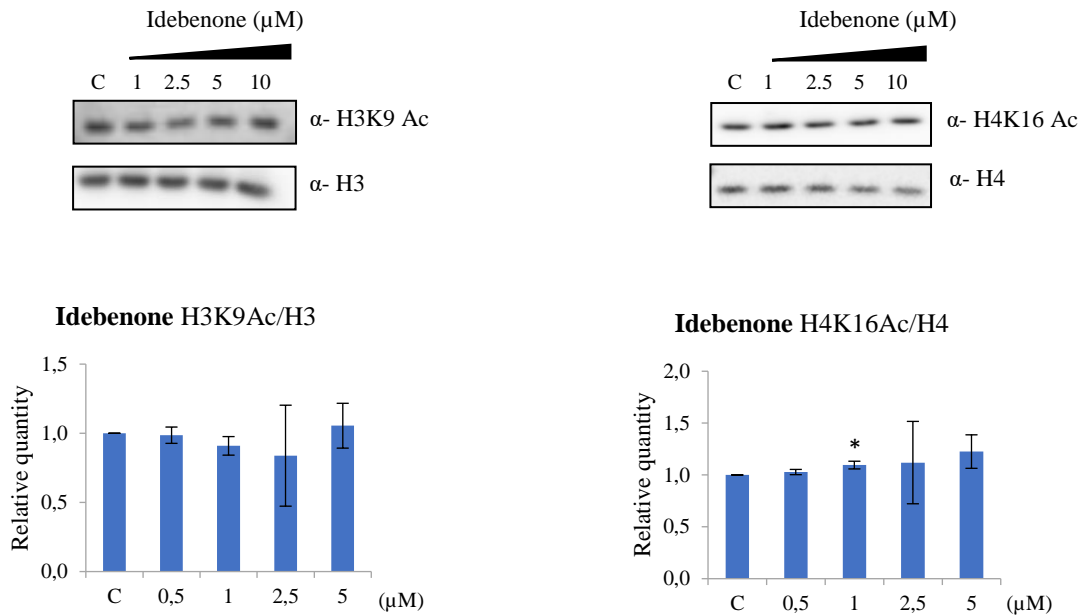 Idebenone (µM)
C 1 2.5 5 10
α- H3K9 Ac
α- H3
Idebenone (µM)
C 1 2.5 5 10
α- H4K16 Ac
α- H4
Idebenone H3K9Ac/H3
Relative quantity
1,5
1,0
0,5
0,0
C 0,5 1 2,5 5 (µM)
Idebenone H4K16Ac/H4
Relative quantity
2,0
1,5
1,0
0,5
0,0
*
C 0,5 1 2,5 5 (µM)